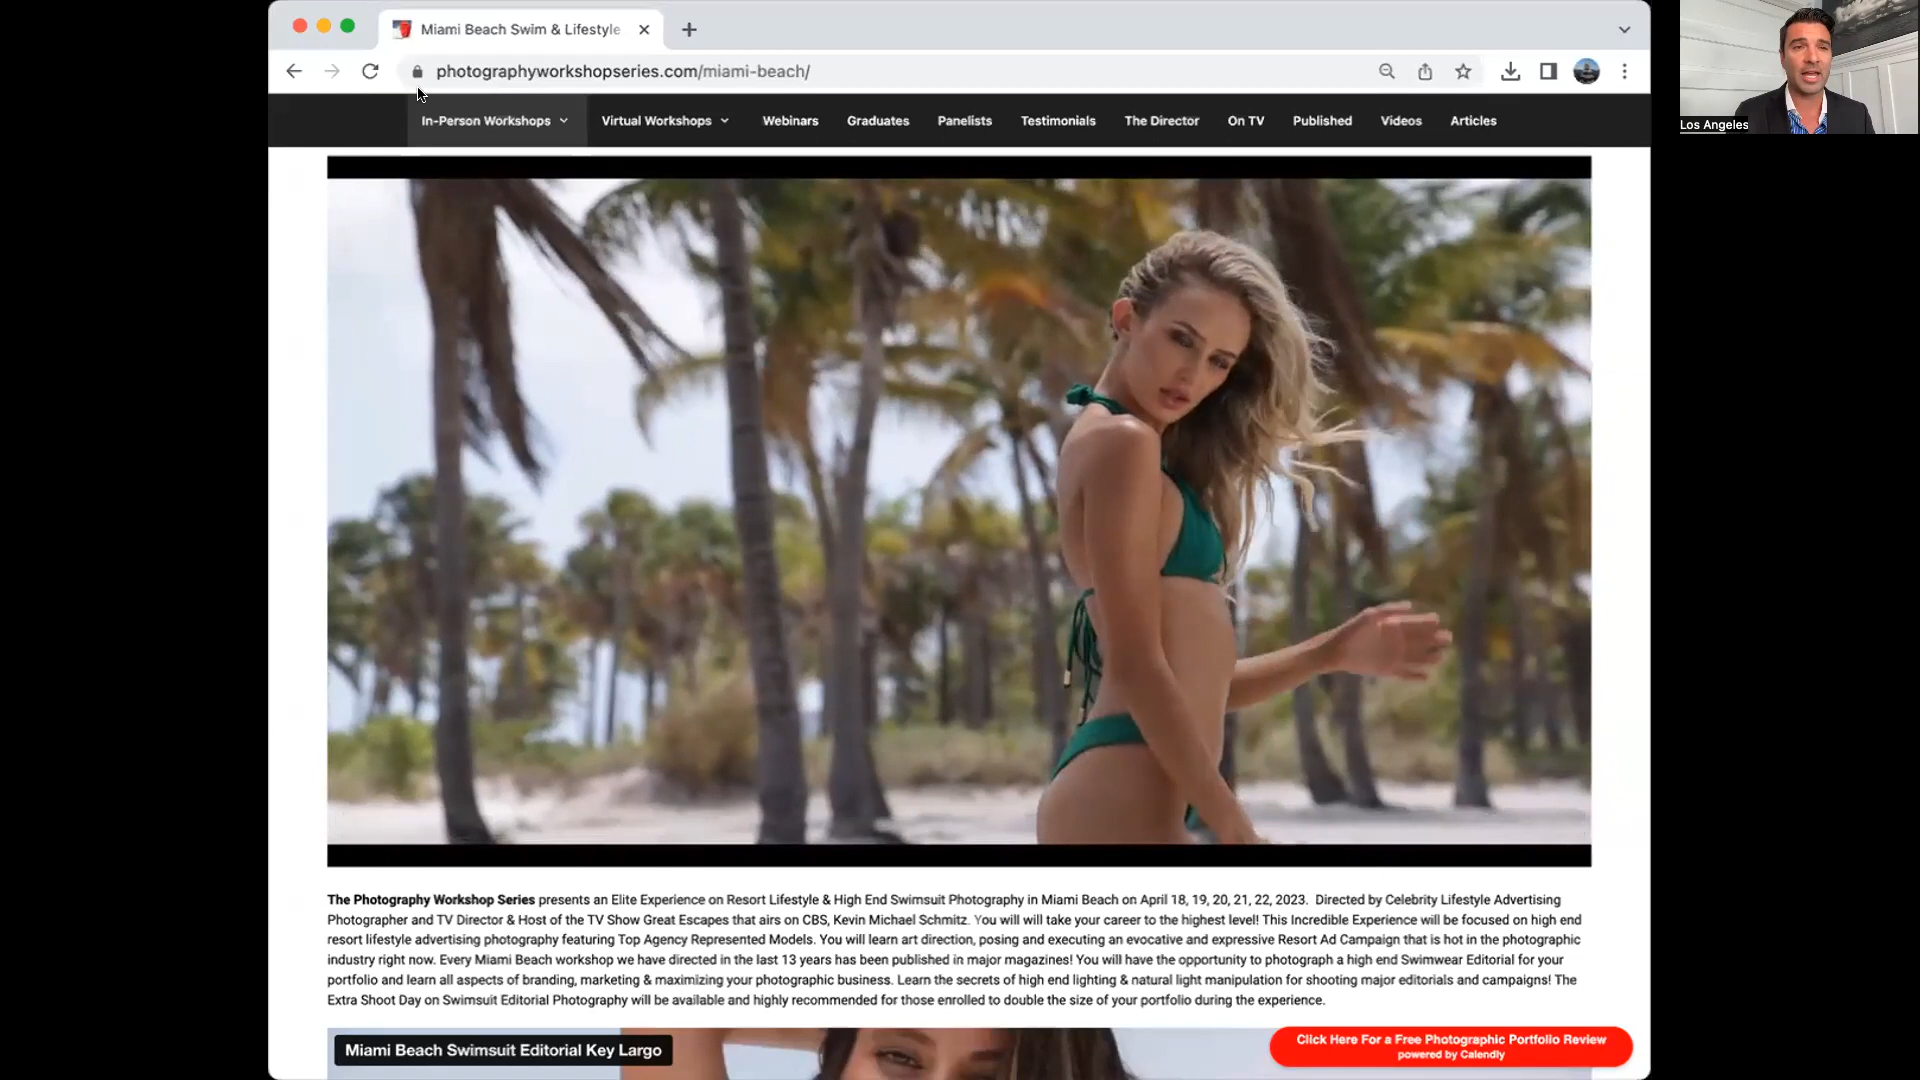 Miami Beach Swim & Lifestyle
photographyworkshopseries.com/miami-beach/
In-Person Workshops Virtual Workshops Webinars Graduates Panelists Testimonials The Director On TV Published Videos Articles
Los Angeles
The Photography Workshop Series presents an Elite Experience on Resort Lifestyle & High End Swimsuit Photography in Miami Beach on April 18, 19, 20, 21, 22, 2023. Directed by Celebrity Lifestyle Advertising
Photographer and TV Director & Host of the TV Show Great Escapes that airs on CBS, Kevin Michael Schmitz. You will will take your career to the highest level! This Incredible Experience will be focused on high end
resort lifestyle advertising photography featuring Top Agency Represented Models. You will learn art direction, posing and executing an evocative and expressive Resort Ad Campaign that is hot in the photographic
industry right now. Every Miami Beach workshop we have directed in the last 13 years has been published in major magazines! You will have the opportunity to photograph a high end Swimwear Editorial for your
portfolio and learn all aspects of branding, marketing & maximizing your photographic business. Learn the secrets of high end lighting & natural light manipulation for shooting major editorials and campaigns! The
Extra Shoot Day on Swimsuit Editorial Photography will be available and highly recommended for those enrolled to double the size of your portfolio during the experience.
Miami Beach Swimsuit Editorial Key Largo
Click Here For a Free Photographic Portfolio Review
powered by Calendly